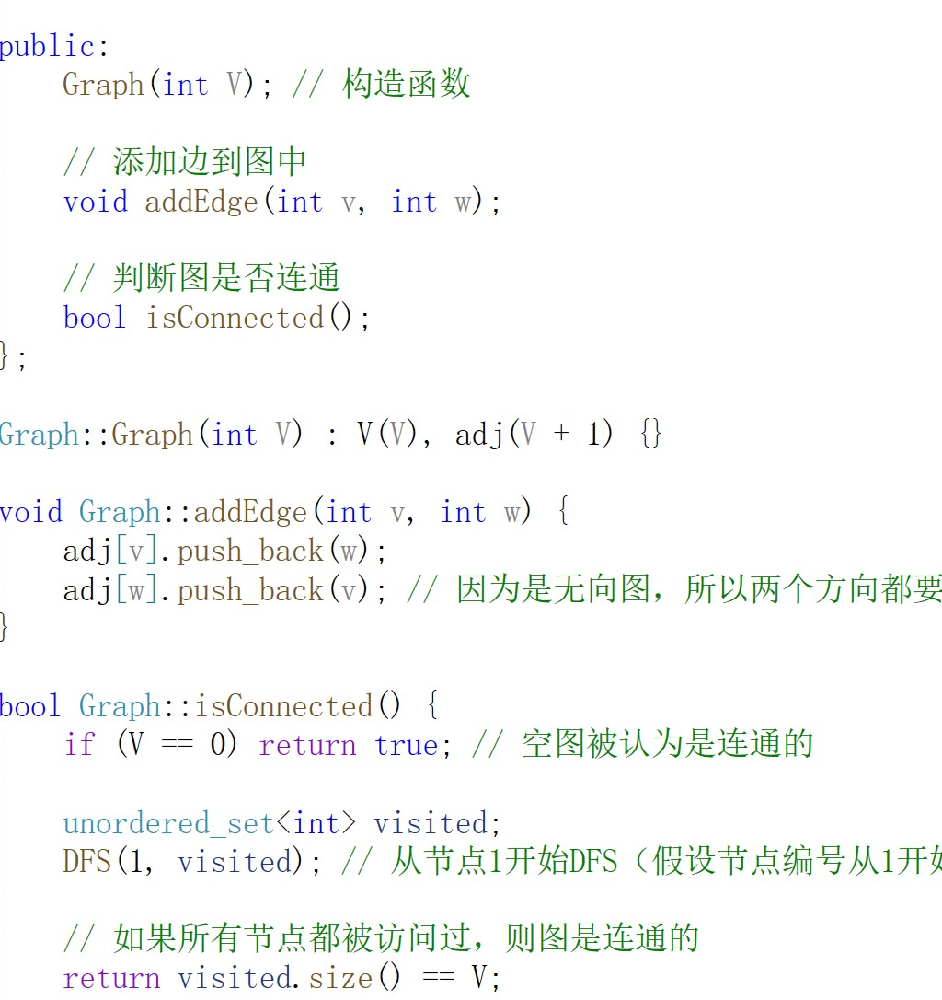 public:
Graph(int V); // 构造函数
// 添加边到图中
void addEdge(int v, int w);
// 判断图是否连通
bool isConnected();
};
Graph::Graph(int V) : V(V), adj(V + 1) {}
void Graph::addEdge(int v, int w) {
adj[v].push_back(w);
adj[w].push_back(v); // 因为是无向图，所以两个方向都要
}
bool Graph::isConnected() {
if (V == 0) return true; // 空图被认为是连通的
unordered_set<int> visited;
DFS(1, visited); // 从节点1开始DFS（假设节点编号从1开始
// 如果所有节点都被访问过，则图是连通的
return visited.size() == V;